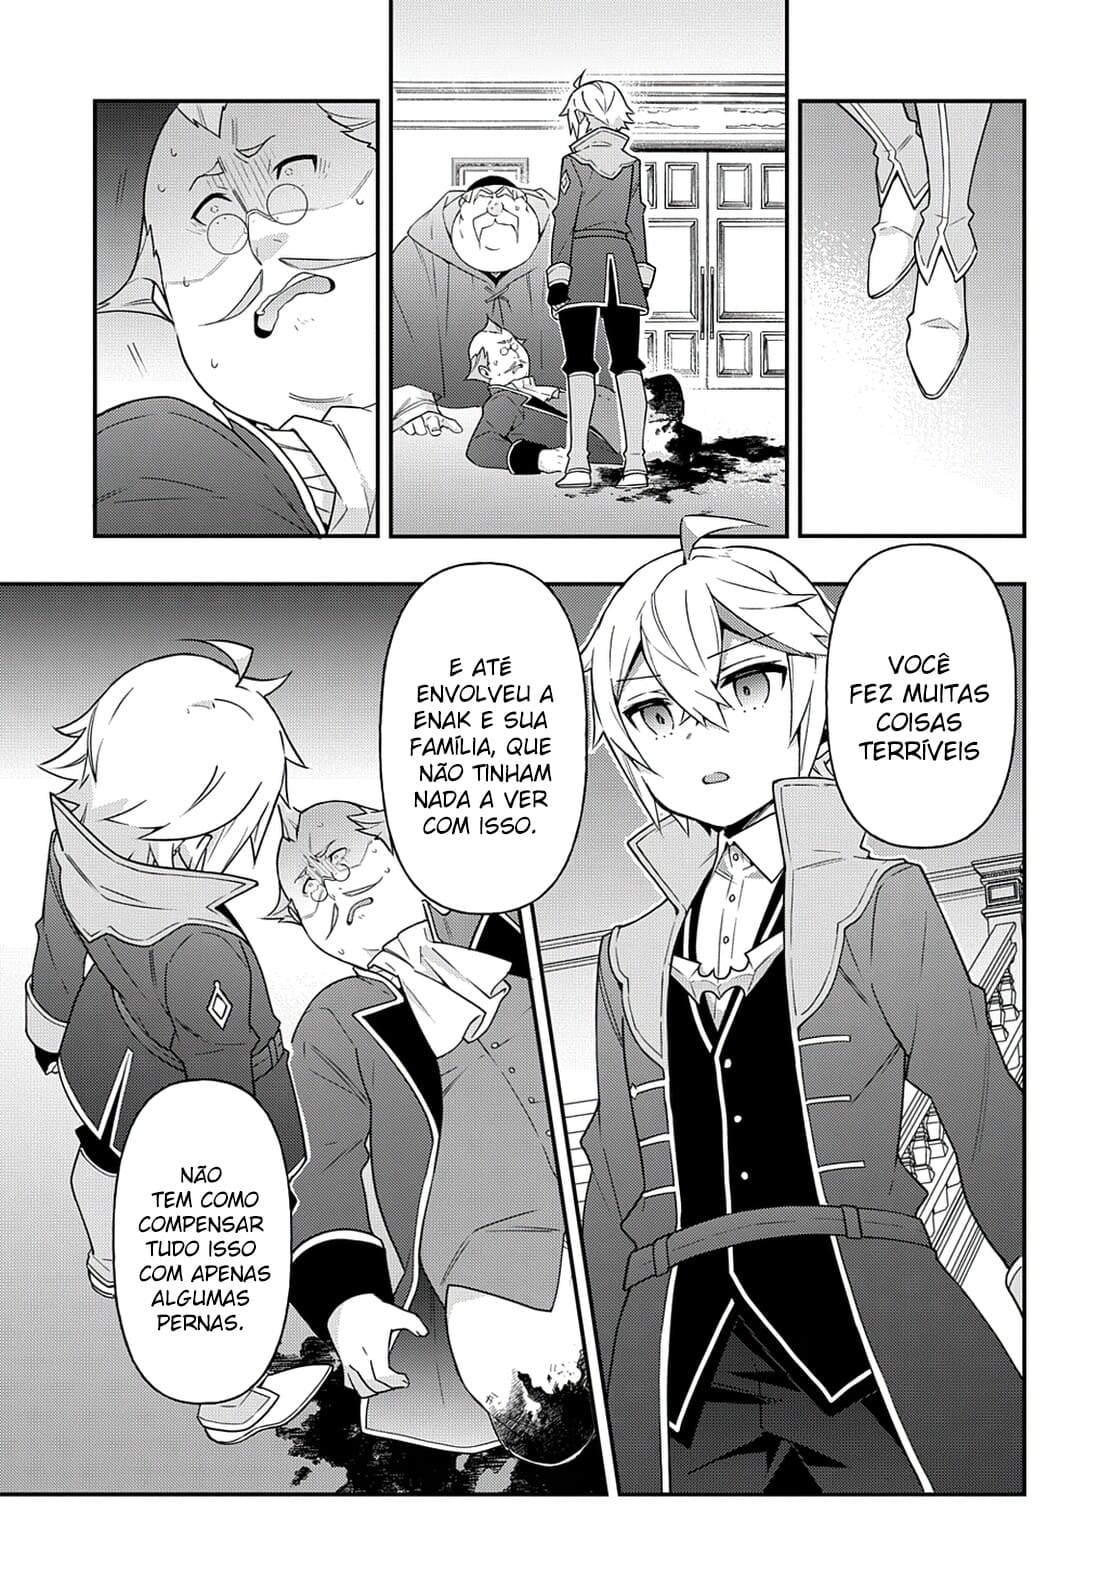 VOCÊ
FEZ MUITAS
COISAS
TERRÍVEIS
E ATÉ
ENVOLVEU A
ENAK E SUA
FAMÍLIA, QUE
NÃO TINHAM
NADA A VER
COM ISSO.
NÃO
TEM COMO
COMPENSAR
TUDO ISSO
COM APENAS
ALGUMAS
PERNAS.